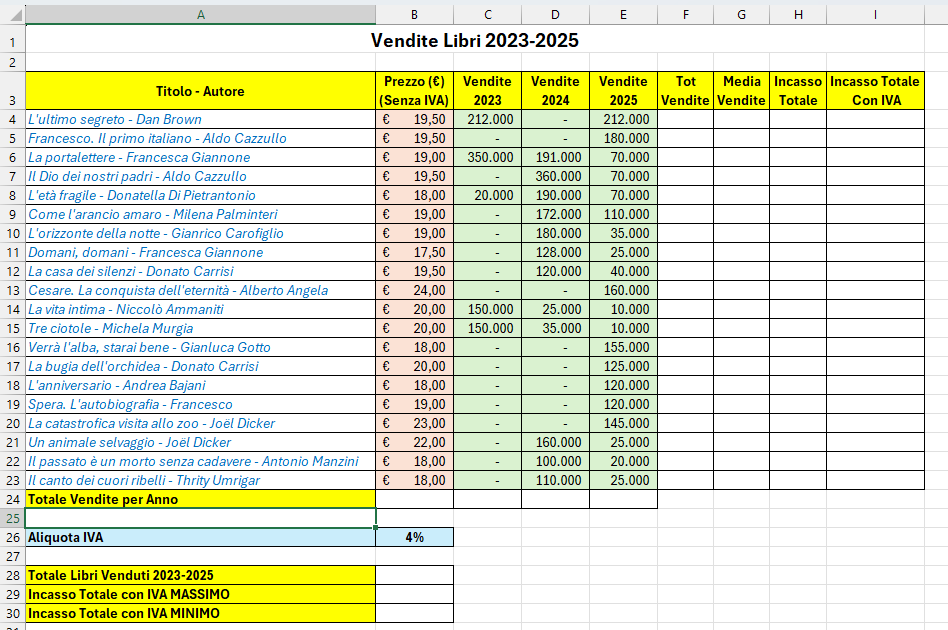 A B C D E F G H I
1 Vendite Libri 2023-2025
2
Prezzo (€) Vendite Vendite Vendite Tot Media Incasso Incasso Totale
3 Titolo - Autore (Senza IVA) 2023 2024 2025 Vendite Vendite Totale Con IVA
4 L'ultimo segreto - Dan Brown € 19,50 212.000 - 212.000
5 Francesco. Il primo italiano - Aldo Cazzullo € 19,50 - - 180.000
6 La portalettere - Francesca Giannone € 19,00 350.000 191.000 70.000
7 Il Dio dei nostri padri - Aldo Cazzullo € 19,50 - 360.000 70.000
8 L'età fragile - Donatella Di Pietrantonio € 18,00 20.000 190.000 70.000
9 Come l'arancio amaro - Milena Palminteri € 19,00 - 172.000 110.000
10 L'orizzonte della notte - Gianrico Carofiglio € 19,00 - 180.000 35.000
11 Domani, domani - Francesca Giannone € 17,50 - 128.000 25.000
12 La casa dei silenzi - Donato Carrisi € 19,50 - 120.000 40.000
13 Cesare. La conquista dell'eternità - Alberto Angela € 24,00 - - 160.000
14 La vita intima - Niccolò Ammaniti € 20,00 150.000 25.000 10.000
15 Tre ciotole - Michela Murgia € 20,00 150.000 35.000 10.000
16 Verrà l'alba, starai bene - Gianluca Gotto € 18,00 - - 155.000
17 La bugia dell'orchidea - Donato Carrisi € 20,00 - - 125.000
18 L'anniversario - Andrea Bajani € 18,00 - - 120.000
19 Spera. L'autobiografia - Francesco € 19,00 - - 120.000
20 La catastrofica visita allo zoo - Joël Dicker € 23,00 - - 145.000
21 Un animale selvaggio - Joël Dicker € 22,00 - 160.000 25.000
22 Il passato è un morto senza cadavere - Antonio Manzini € 18,00 - 100.000 20.000
23 Il canto dei cuori ribelli - Thrity Umrigar € 18,00 - 110.000 25.000
24 Totale Vendite per Anno
25
26 Aliquota IVA 4%
27
28 Totale Libri Venduti 2023-2025
29 Incasso Totale con IVA MASSIMO
30 Incasso Totale con IVA MINIMO